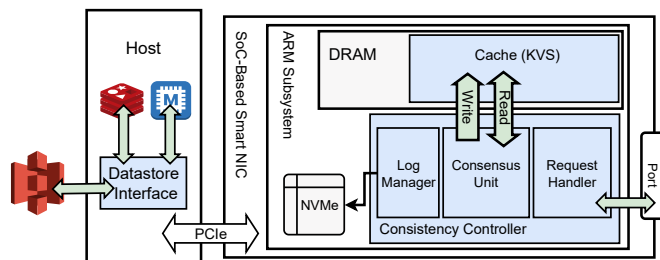 Host
M
Datastore
Interface
PCIe
SoC-Based Smart NIC
ARM Subsystem
DRAM
Cache (KVS)
Write
Read
Log
Manager
Consensus
Unit
Request
Handler
NVMe
Consistency Controller
Port